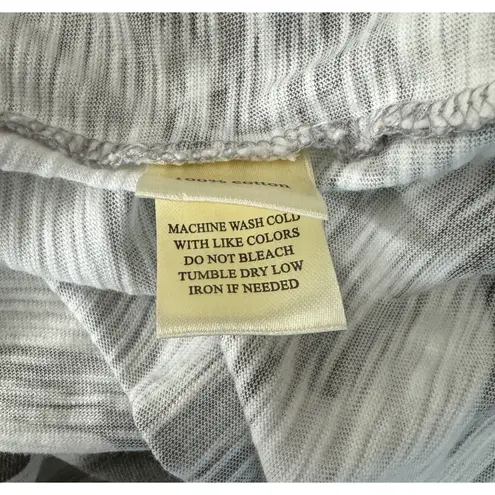 100% cotton
MACHINE WASH COLD
WITH LIKE COLORS
DO NOT BLEACH
TUMBLE DRY LOW
IRON IF NEEDED